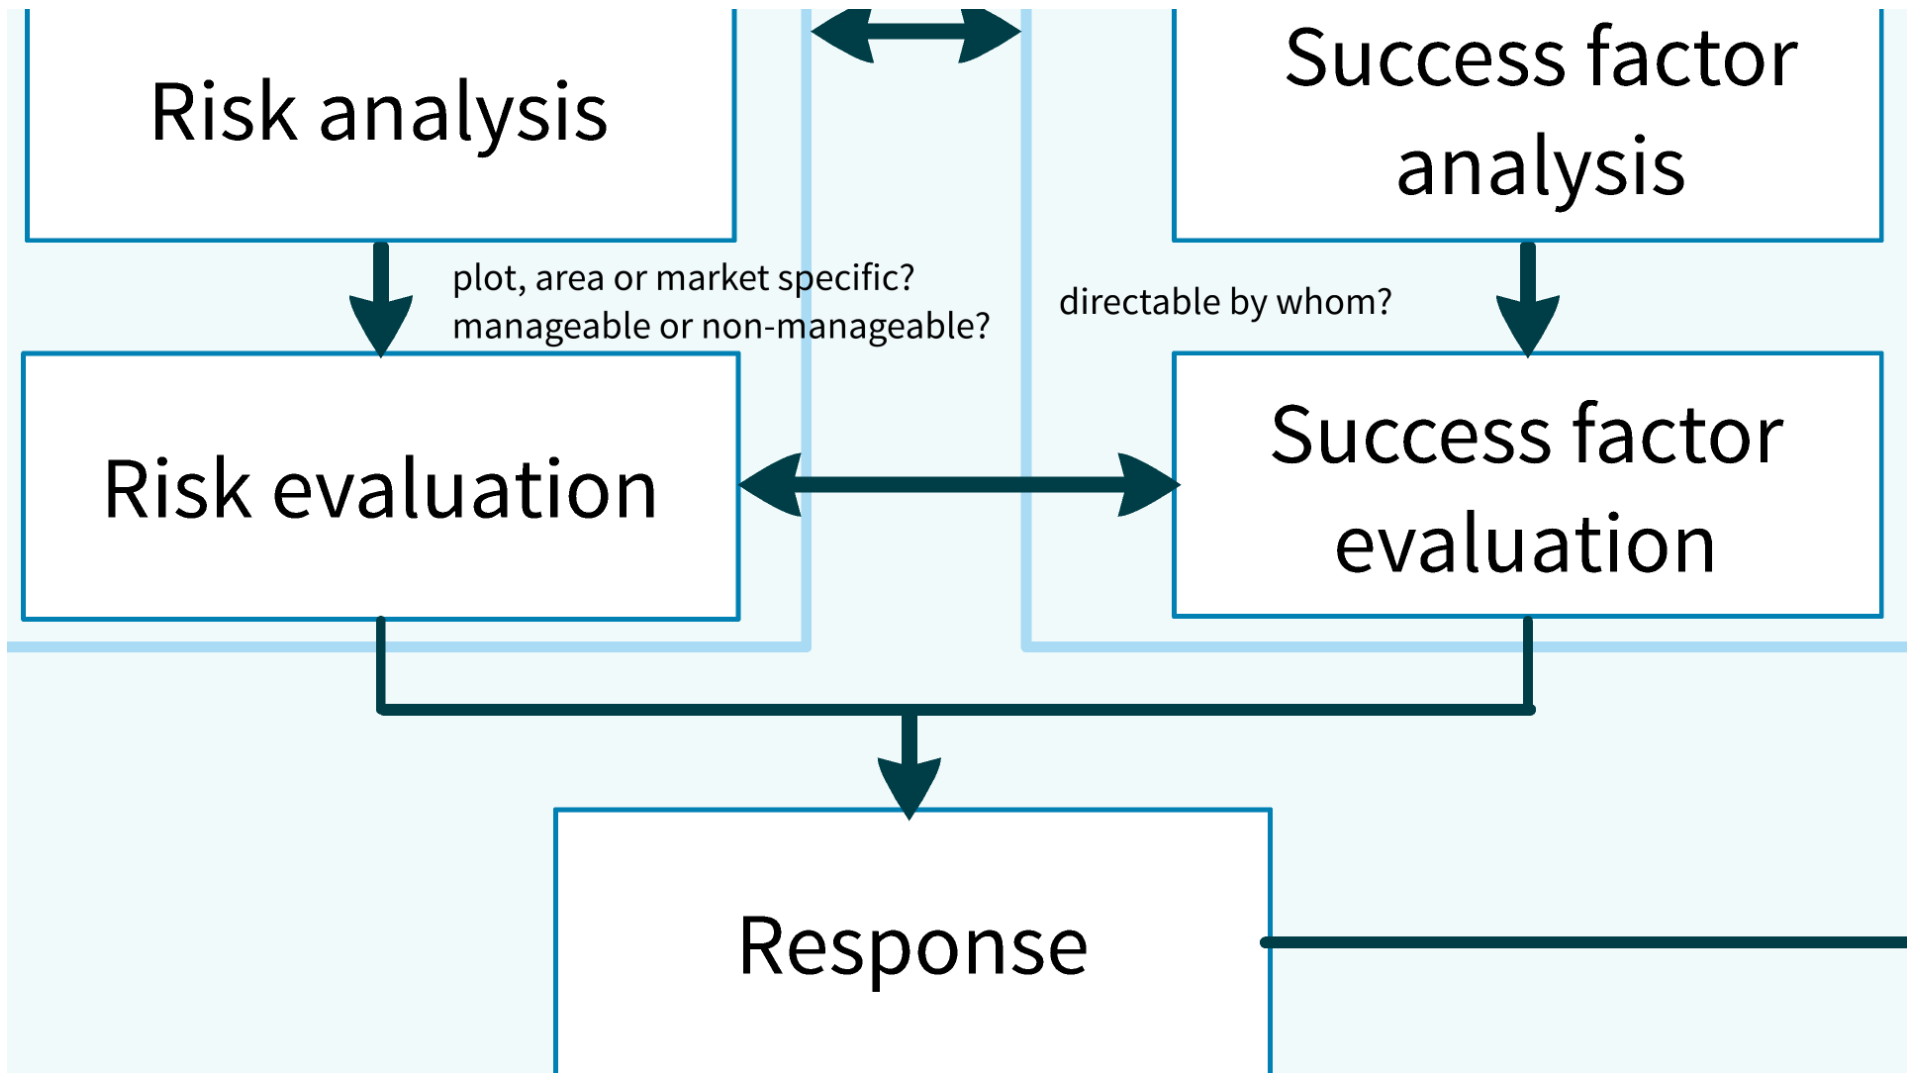 Risk analysis
Success factor
analysis
plot, area or market specific?
manageable or non-manageable?
directable by whom?
Risk evaluation
Success factor
evaluation
Response